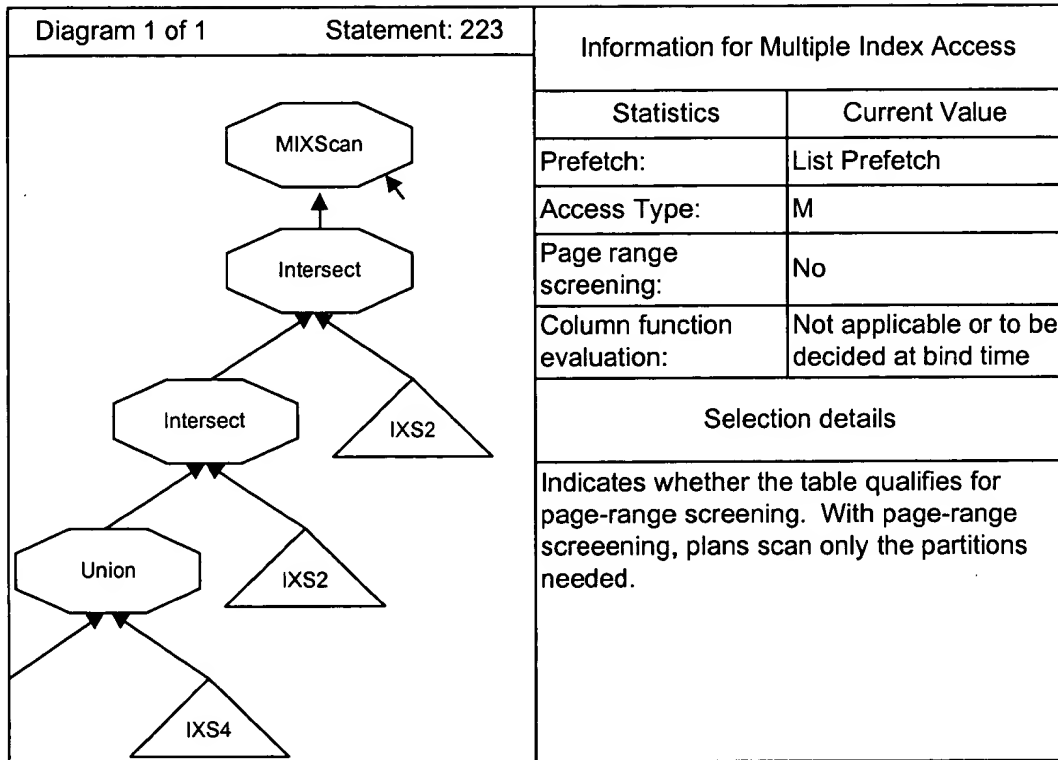 Diagram 1 of 1 Statement: 223
MIXScan
Intersect
Intersect
IXS2
Union
IXS2
IXS4
Information for Multiple Index Access
Statistics Current Value
Prefetch: List Prefetch
Access Type: M
Page range
screening:
No
Column function
evaluation:
Not applicable or to be
decided at bind time
Selection details
Indicates whether the table qualifies for
page-range screening. With page-range
screeening, plans scan only the partitions
needed.